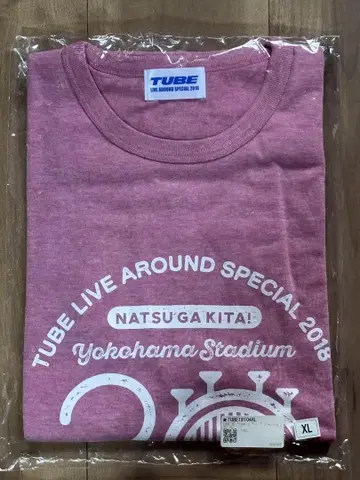 TUBE
LIVE AROUND SPECIAL 2018
TUBE LIVE AROUND SPECIAL 2018
NATSU GA KITA!
Yokohama Stadium
XL